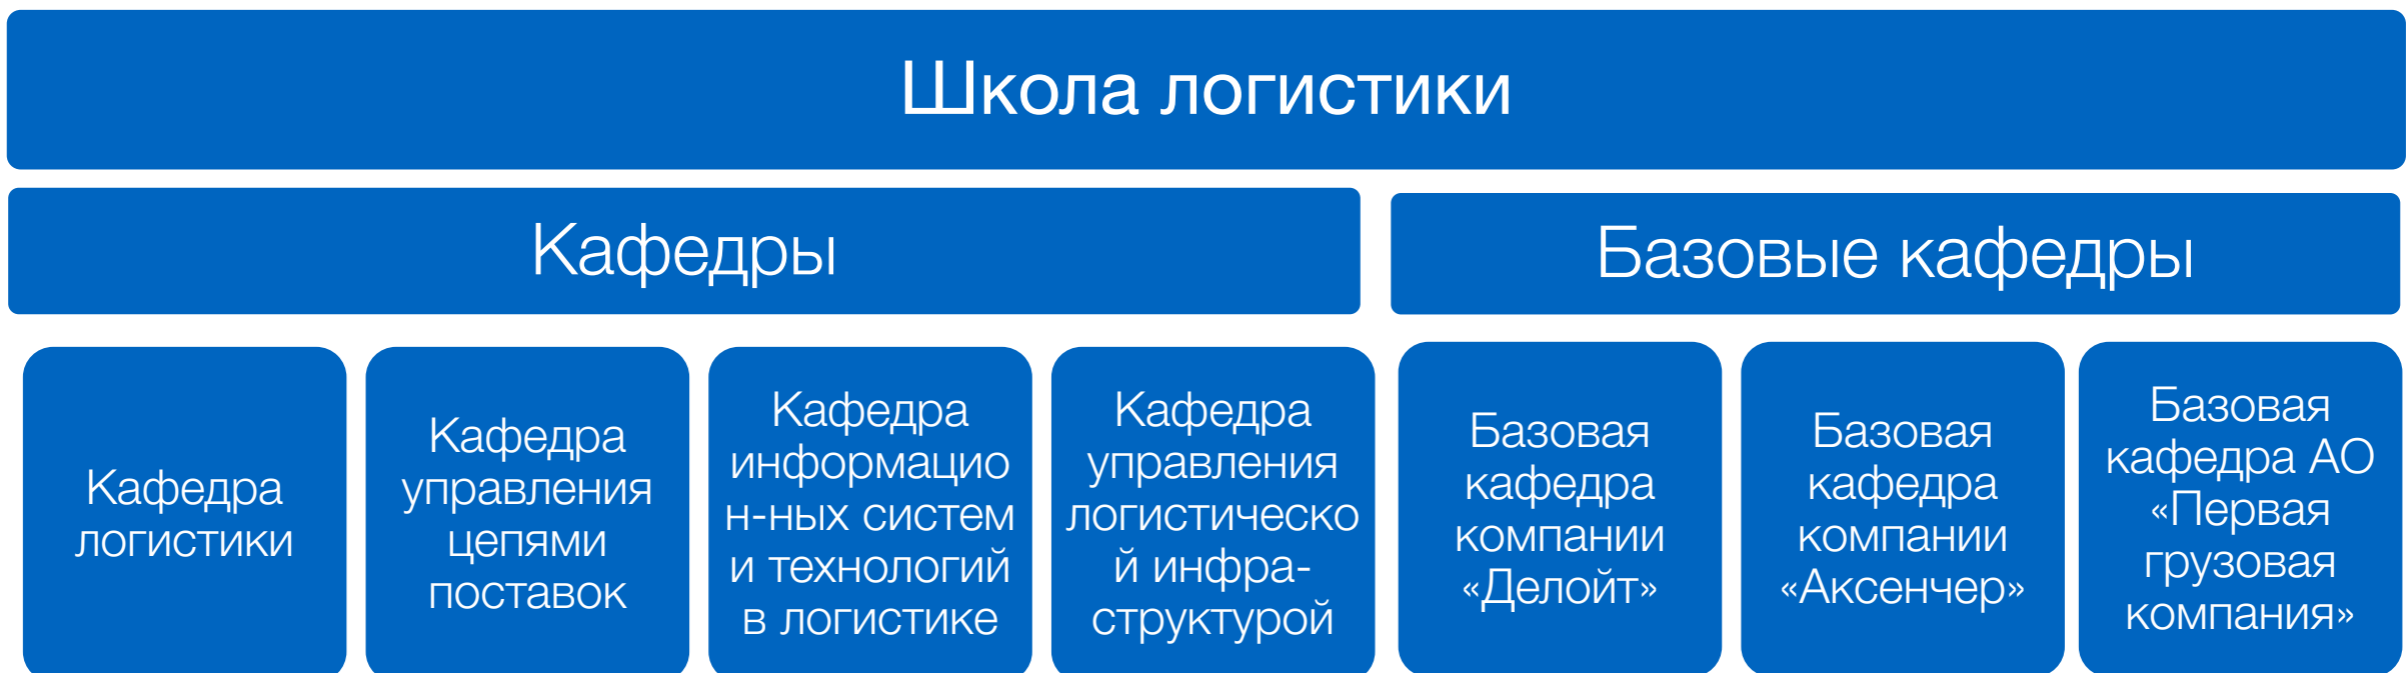 Школа логистики
Кафедры
Базовые кафедры
Кафедра
логистики
Кафедра
управления
цепями
поставок
Кафедра
информацио
н-ных систем
и технологий
в логистике
Кафедра
управления
логистическо
й инфра-
структурой
Базовая
кафедра
компании
«Делойт»
Базовая
кафедра
компании
«Аксенчер»
Базовая
кафедра АО
«Первая
грузовая
компания»